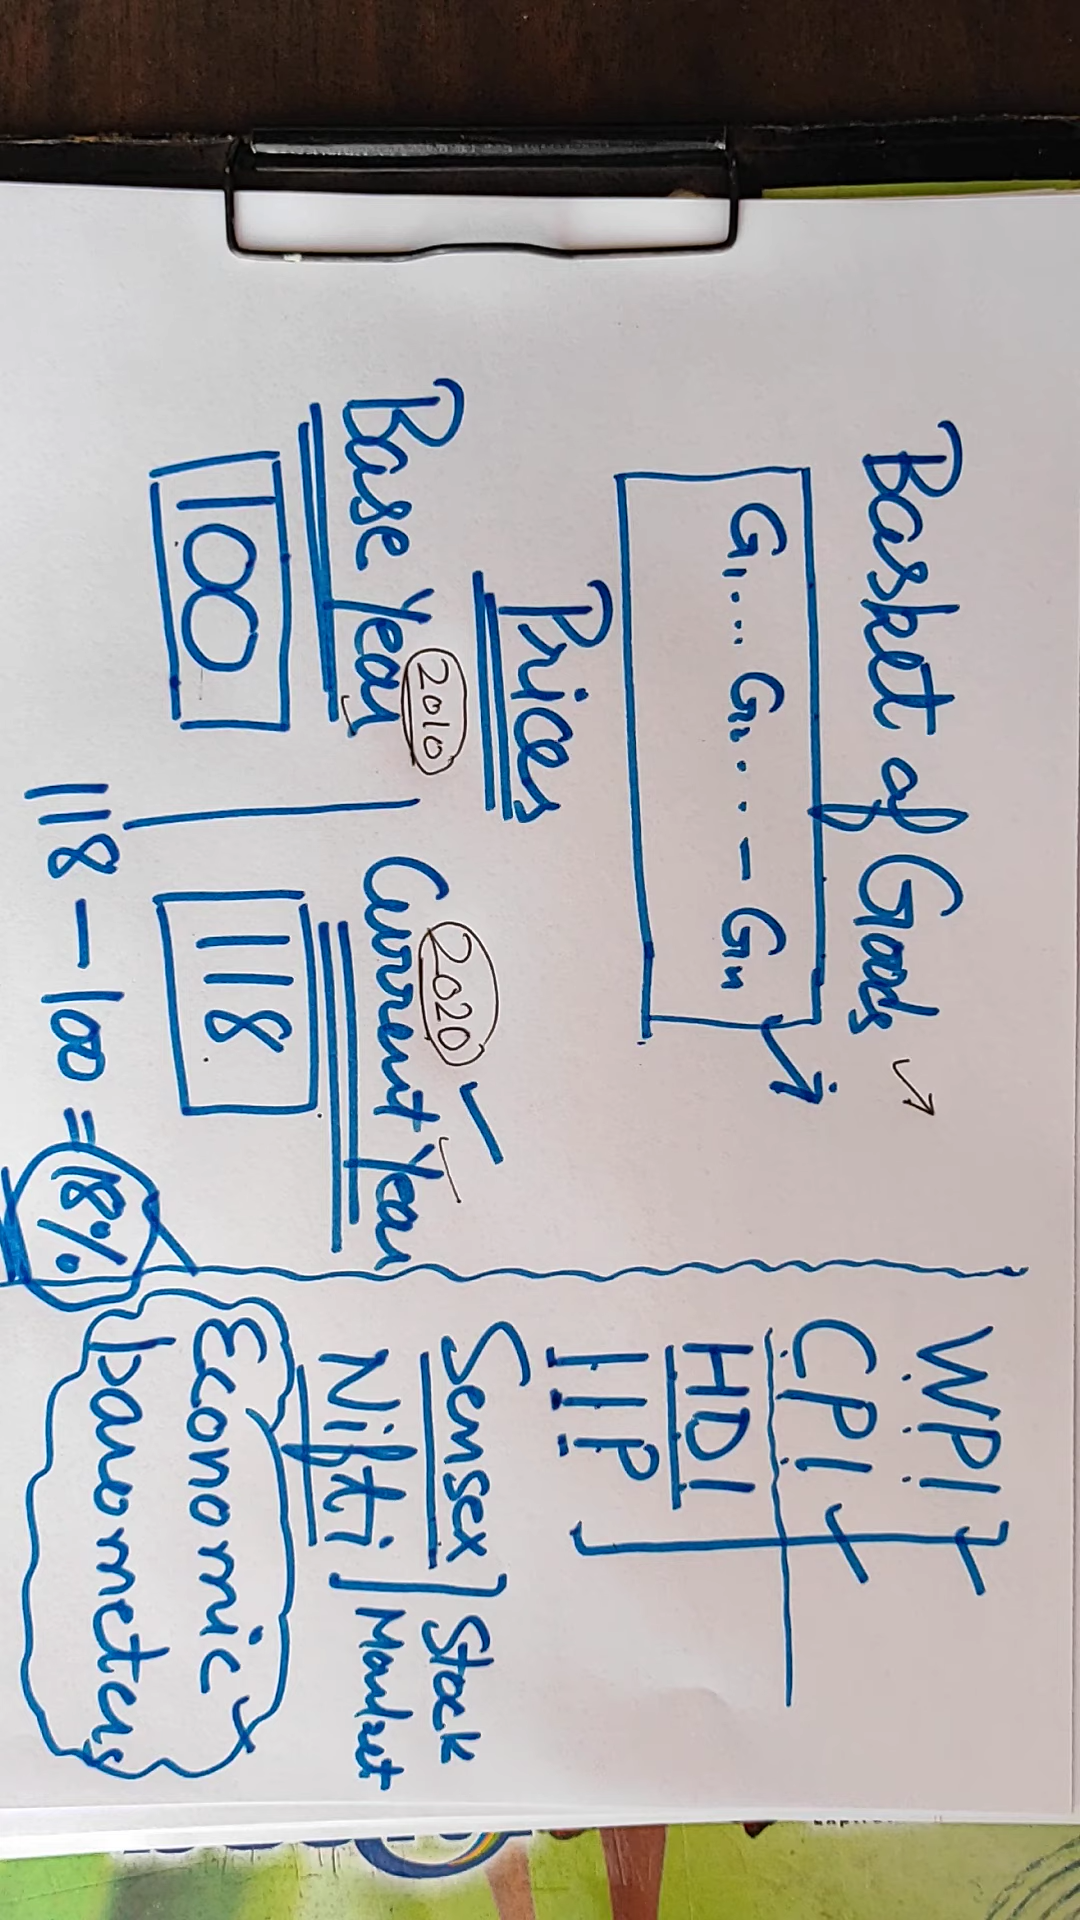 Basket of Goods
G₁ ... G₂ ... - Gn
Prices
Base Year
2010
100
Current Year
2020
118
118 - 100 = 18%
WPI
CPI
HDI
IIP
Sensex
Nifti
Stock
Market
Economic
barometers